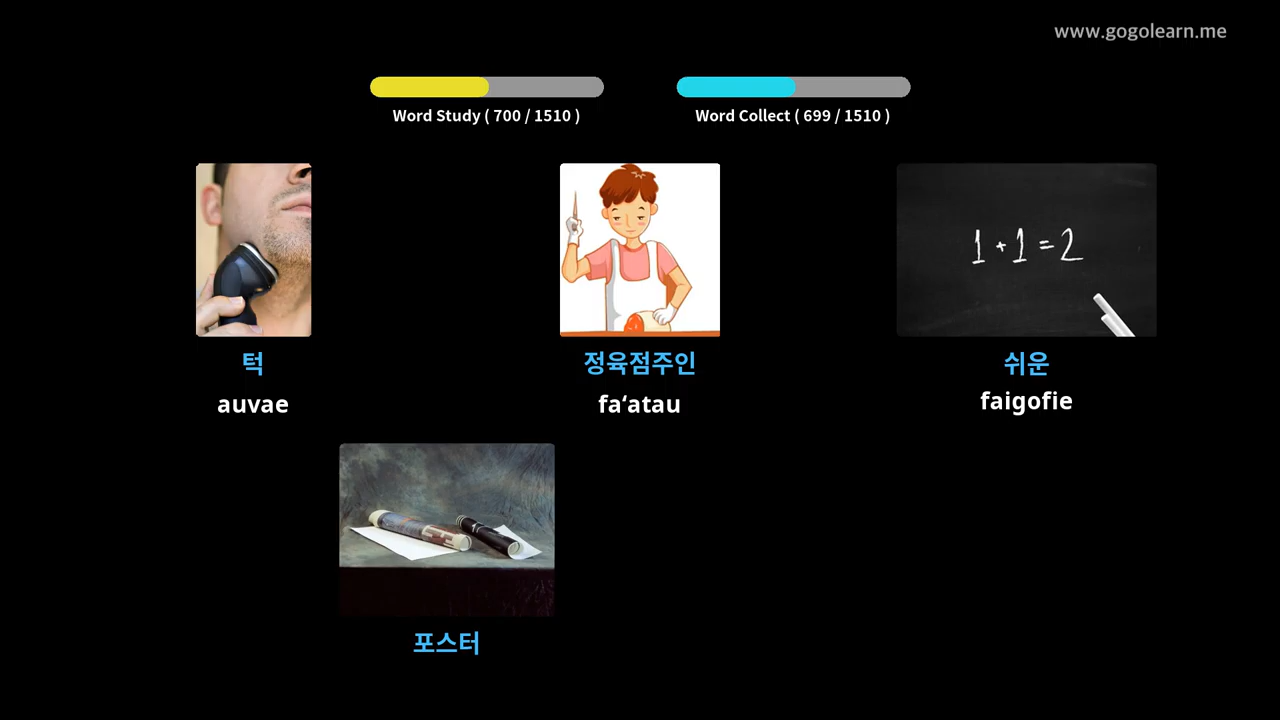 www.gogolearn.me
Word Study ( 700 / 1510 )
Word Collect ( 699 / 1510 )
1 + 1 = 2
턱
정육점주인
쉬운
auvae
fa‘atau
faigofie
포스터